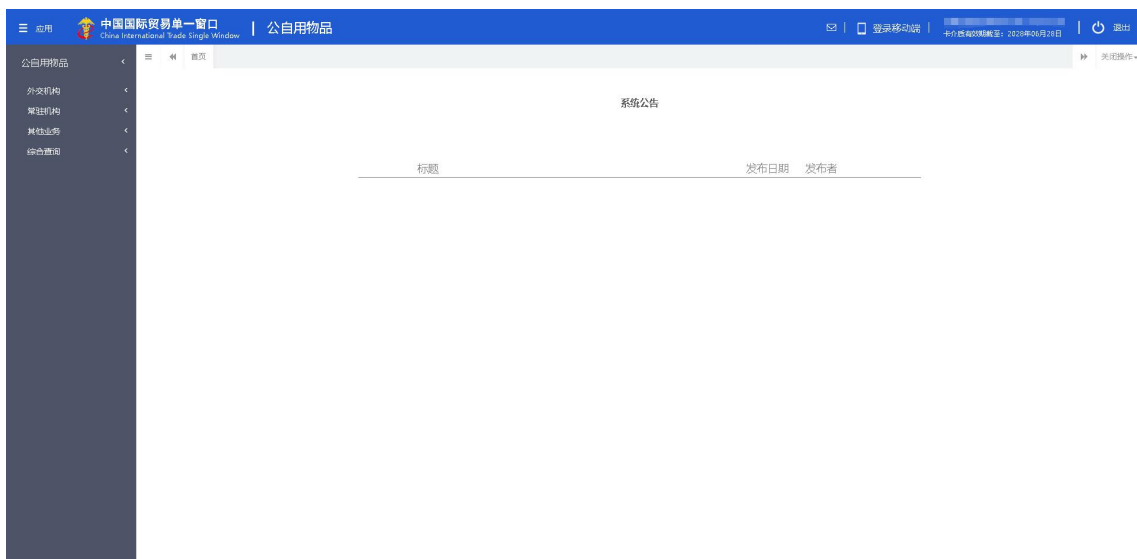 应用
中国国际贸易单一窗口
China International Trade Single Window
公自用物品
登录移动端
卡介质有效期截至：2028年06月28日
退出
公自用物品
首页
关闭操作
外交机构
常驻机构
其他业务
综合查询
系统公告
标题 发布日期 发布者